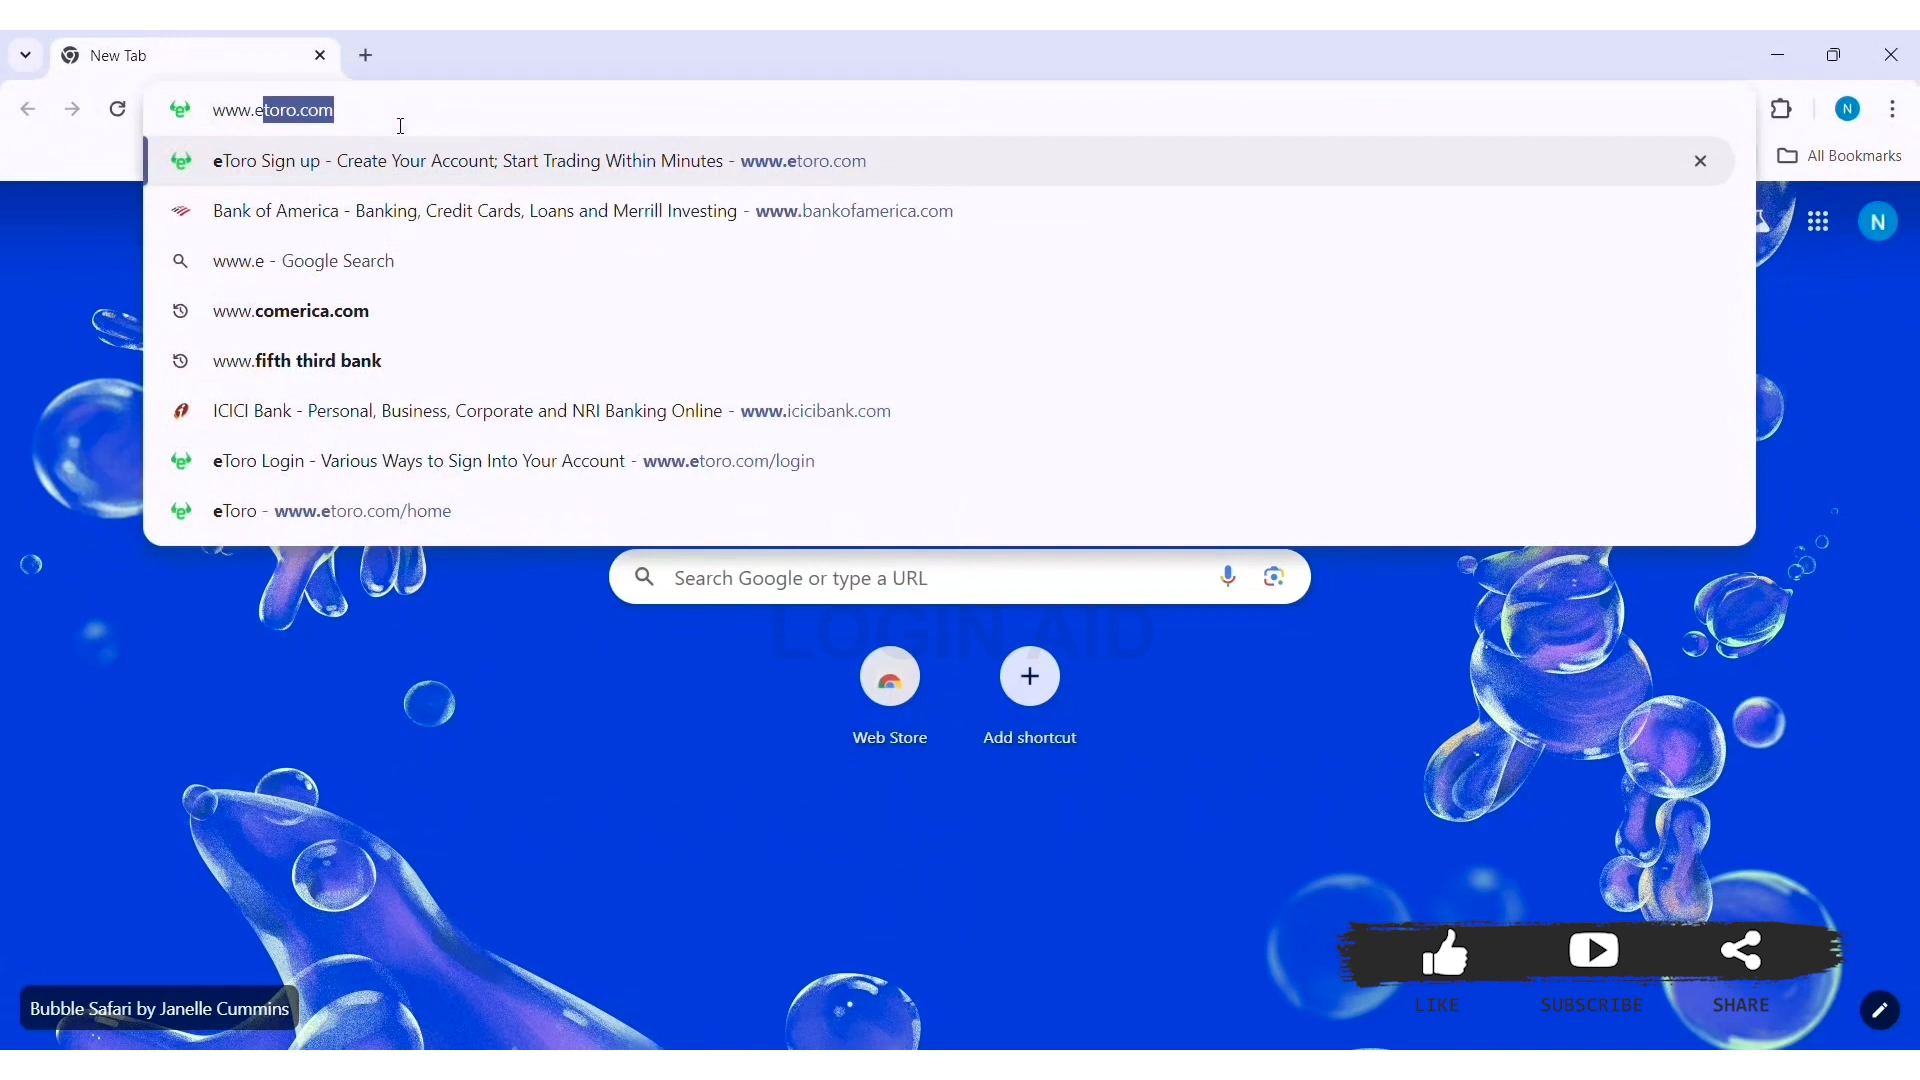 New Tab
www.etoro.com
N
eToro Sign up - Create Your Account; Start Trading Within Minutes - www.etoro.com
All Bookmarks
Bank of America - Banking, Credit Cards, Loans and Merrill Investing - www.bankofamerica.com
N
www.e - Google Search
www.comerica.com
www.fifth third bank
ICICI Bank - Personal, Business, Corporate and NRI Banking Online - www.icicibank.com
eToro Login - Various Ways to Sign Into Your Account - www.etoro.com/login
eToro - www.etoro.com/home
Search Google or type a URL
LOGIN AID
Web Store
Add shortcut
Bubble Safari by Janelle Cummins
LIKE
SUBSCRIBE
SHARE